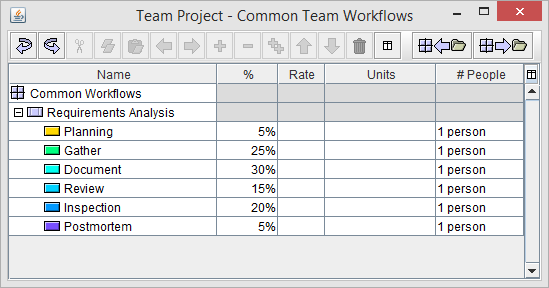 Team Project - Common Team Workflows
Name % Rate Units # People
Common Workflows
Requirements Analysis
Planning 5% 1 person
Gather 25% 1 person
Document 30% 1 person
Review 15% 1 person
Inspection 20% 1 person
Postmortem 5% 1 person